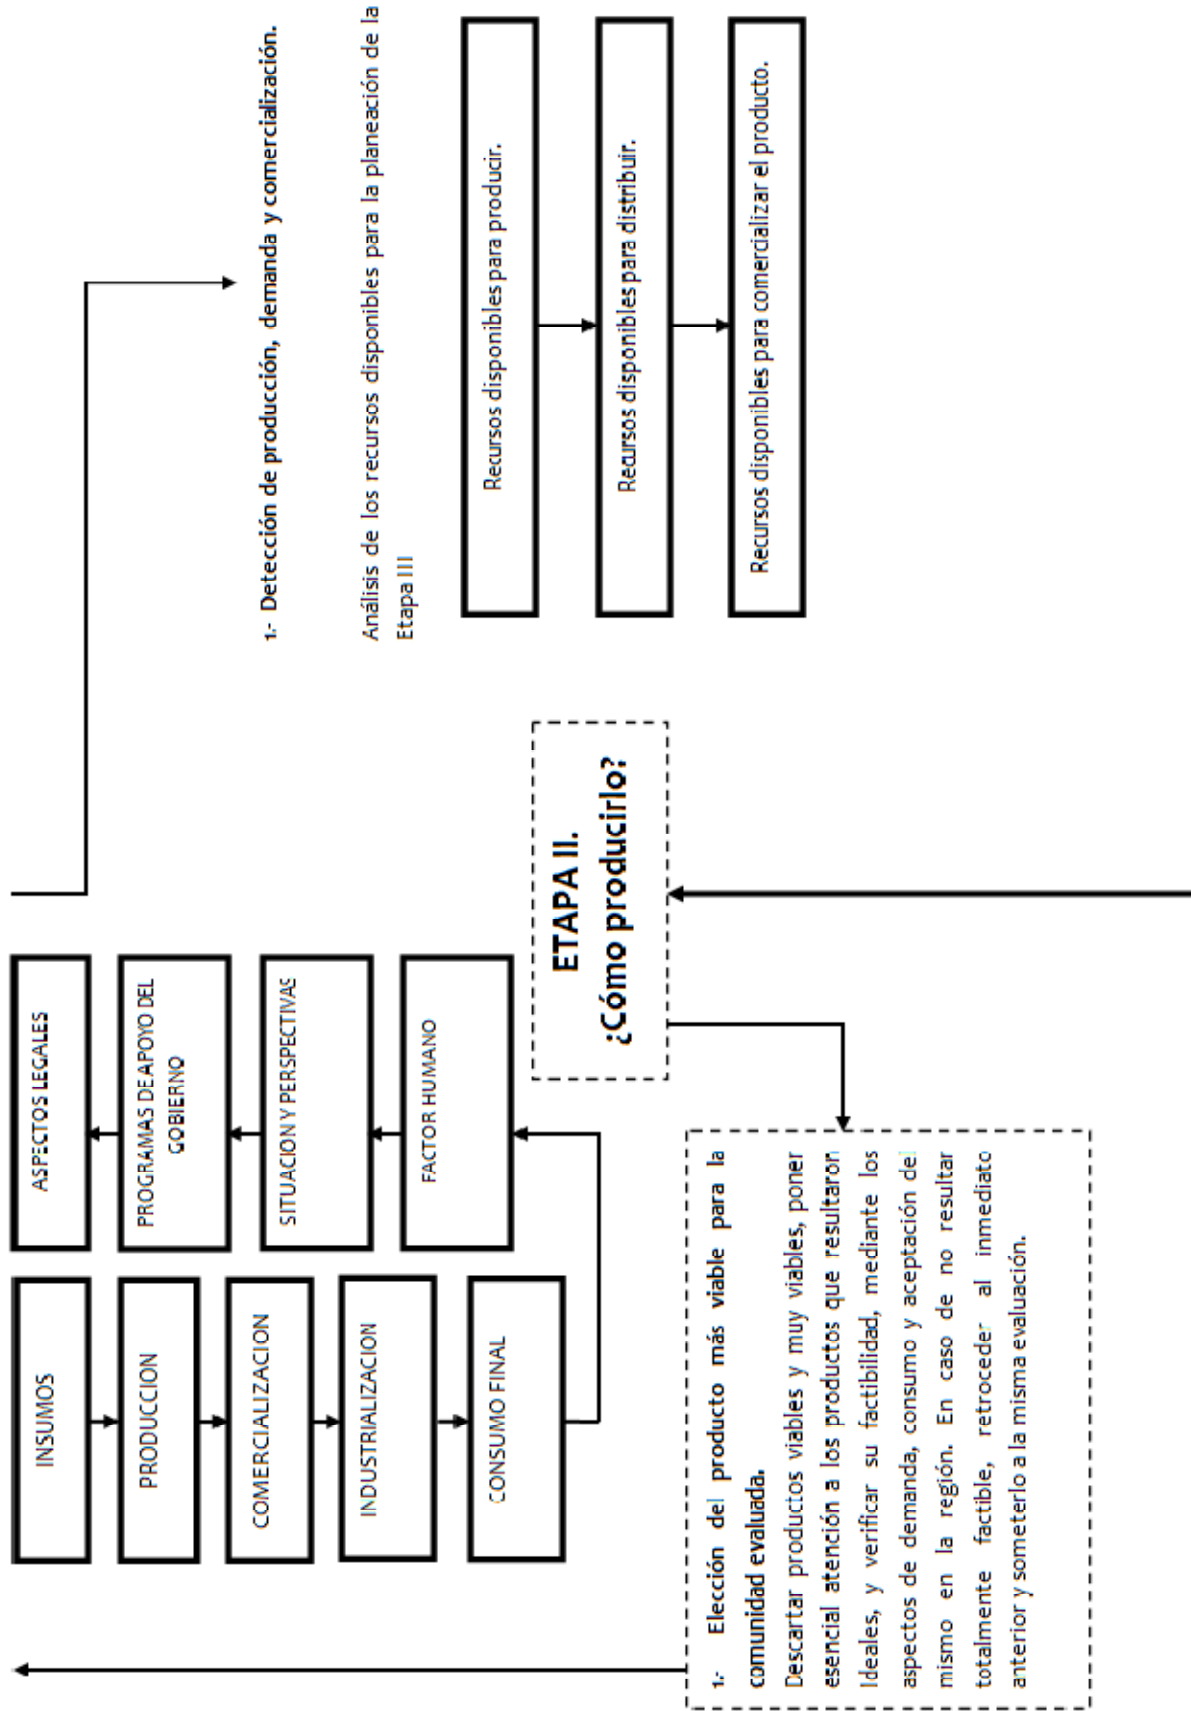 INSUMOS
PRODUCCION
COMERCIALIZACION
INDUSTRIALIZACION
CONSUMO FINAL
ASPECTOS LEGALES
PROGRAMAS DE APOYO DEL
GOBIERNO
SITUACION Y PERSPECTIVAS
FACTOR HUMANO
1.- Detección de producción, demanda y comercialización.
Análisis de los recursos disponibles para la planeación de la
Etapa III
Recursos disponibles para producir.
Recursos disponibles para distribuir.
Recursos disponibles para comercializar el producto.
ETAPA II.
¿Cómo producirlo?
1.- Elección del producto más viable para la
comunidad evaluada.
Descartar productos viables y muy viables, poner
esencial atención a los productos que resultaron
Ideales, y verificar su factibilidad, mediante los
aspectos de demanda, consumo y aceptación del
mismo en la región. En caso de no resultar
totalmente factible, retroceder al inmediato
anterior y someterlo a la misma evaluación.